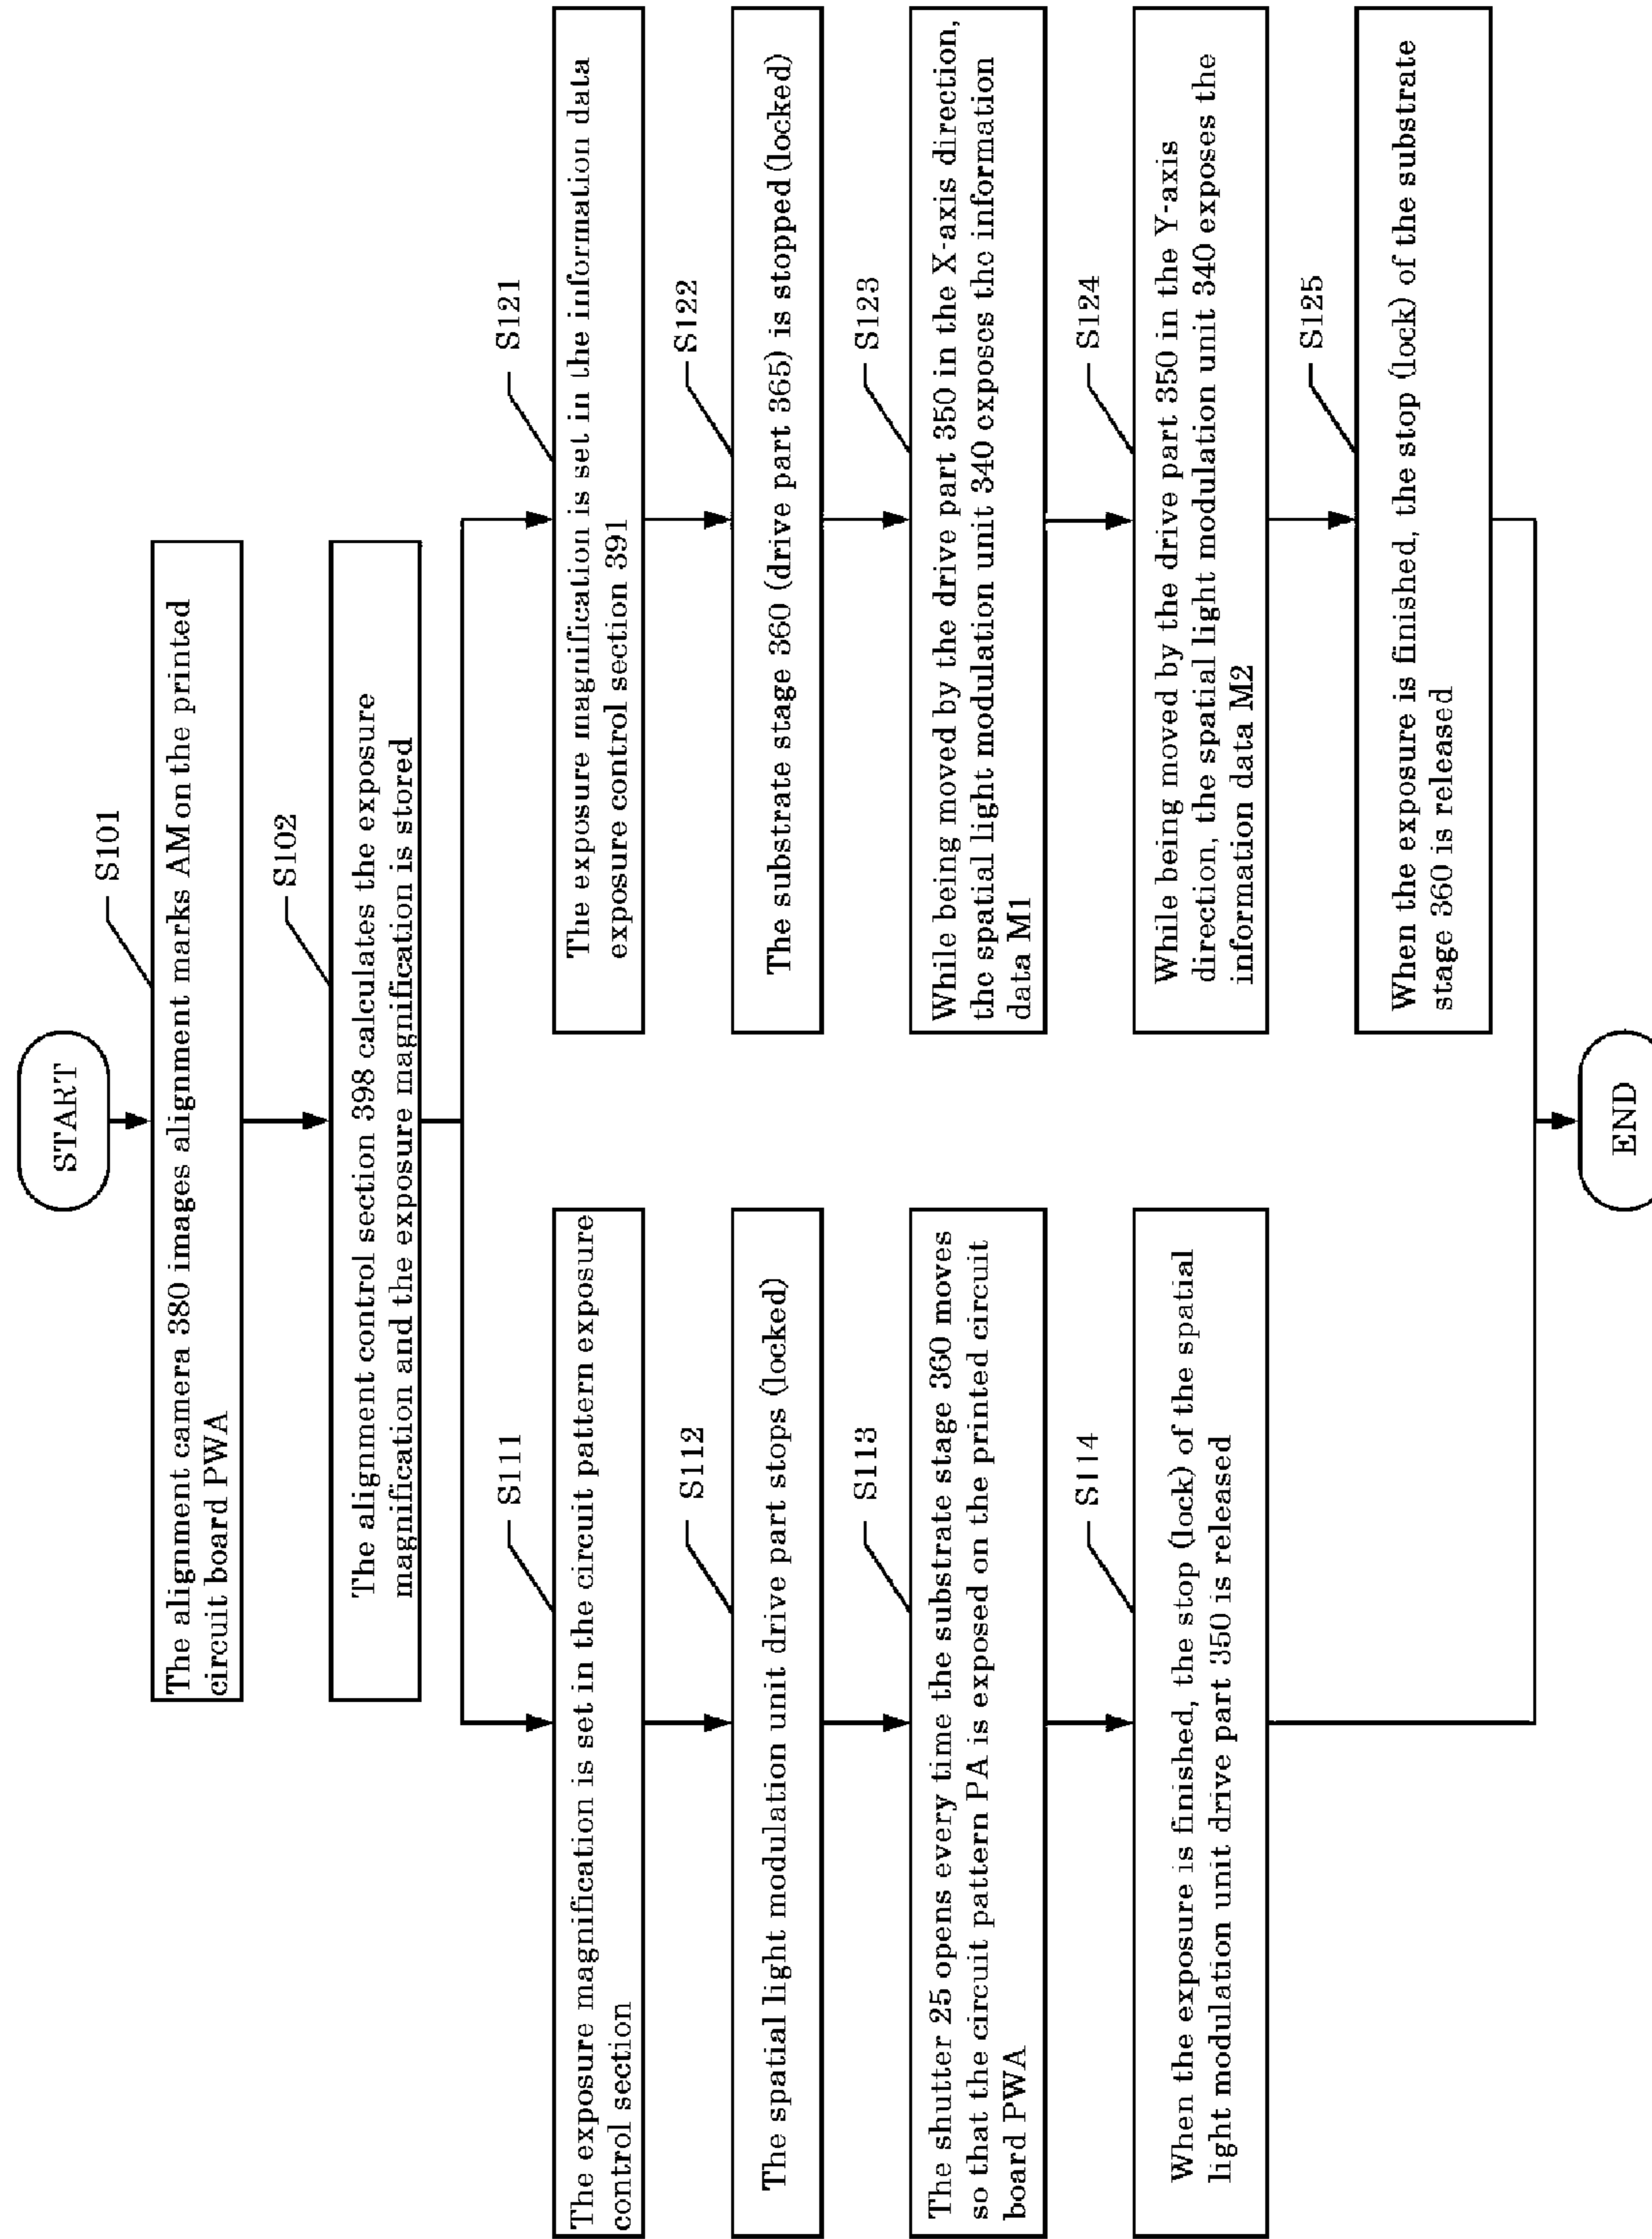 START
S101
The alignment camera 380 images alignment marks AM on the printed
circuit board PWA
S102
The alignment control section 398 calculates the exposure
magnification and the exposure magnification is stored
S111
The exposure magnification is set in the circuit pattern exposure
control section
S112
The spatial light modulation unit drive part stops (locked)
S113
The shutter 25 opens every time the substrate stage 360 moves
so that the circuit pattern PA is exposed on the printed circuit
board PWA
S114
When the exposure is finished, the stop (lock) of the spatial
light modulation unit drive part 350 is released
S121
The exposure magnification is set in the information data
exposure control section 391
S122
The substrate stage 360 (drive part 365) is stopped (locked)
S123
While being moved by the drive part 350 in the X-axis direction,
the spatial light modulation unit 340 exposes the information
data M1
S124
While being moved by the drive part 350 in the Y-axis
direction, the spatial light modulation unit 340 exposes the
information data M2
S125
When the exposure is finished, the stop (lock) of the substrate
stage 360 is released
END